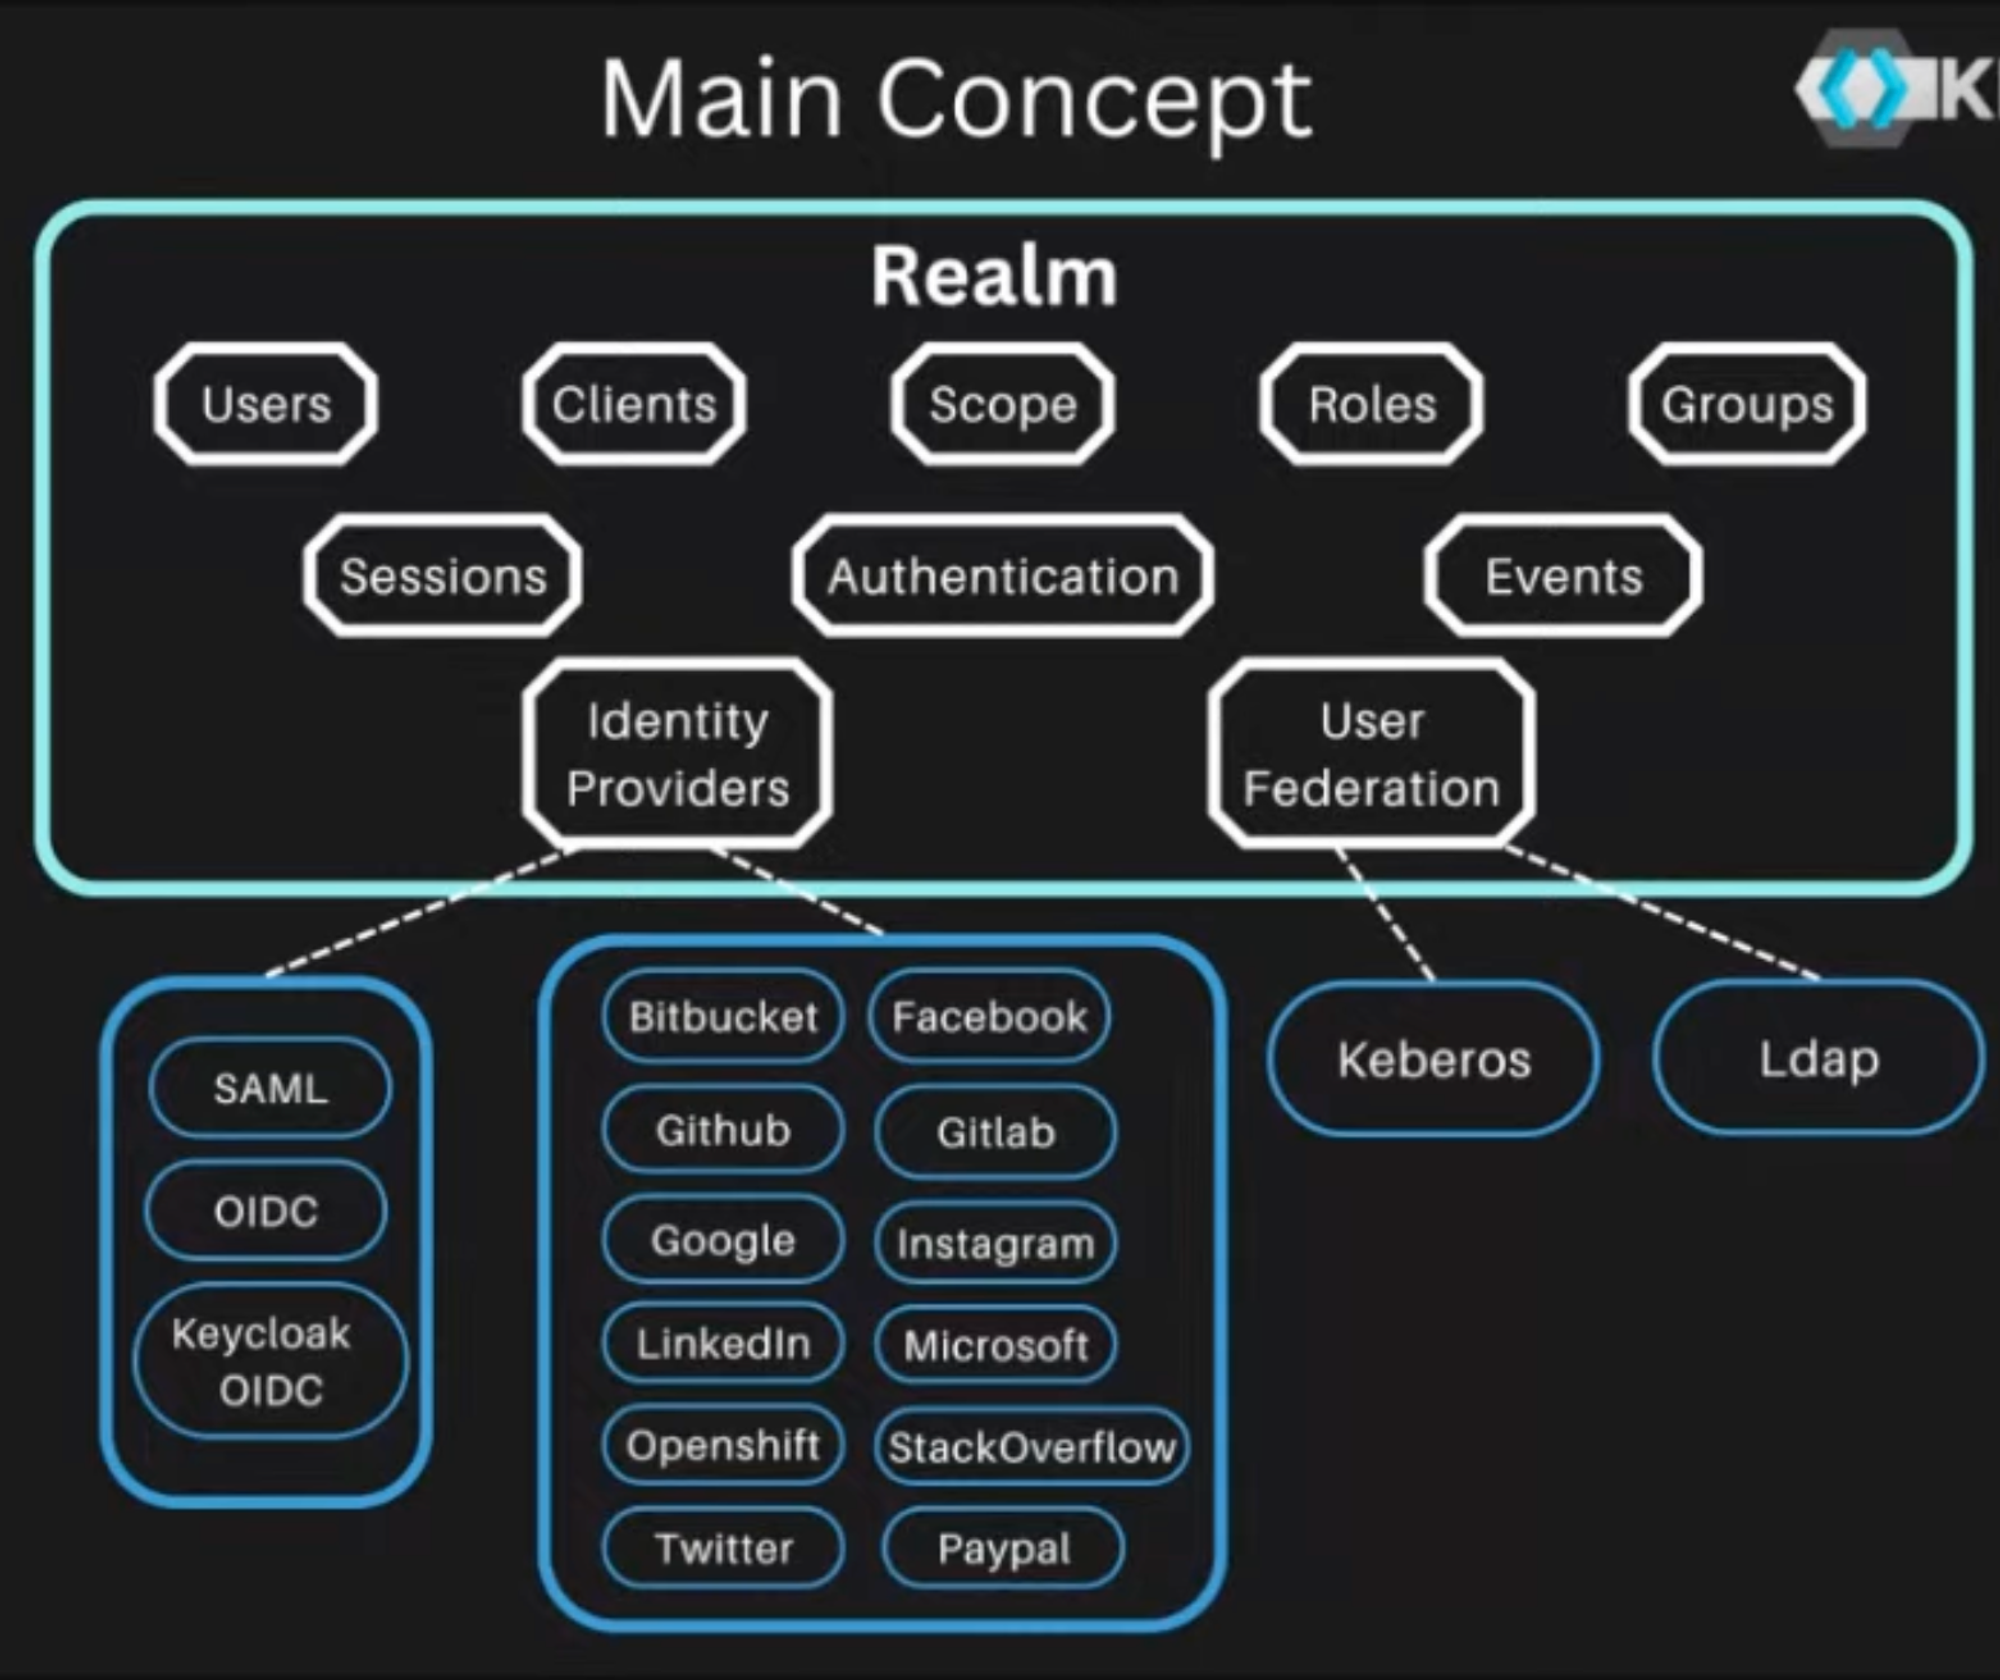 Main Concept
Realm
Users
Clients
Scope
Roles
Groups
Sessions
Authentication
Events
Identity
Providers
User
Federation
SAML
OIDC
Keycloak
OIDC
Bitbucket
Facebook
Github
Gitlab
Google
Instagram
LinkedIn
Microsoft
Openshift
StackOverflow
Twitter
Paypal
Keberos
Ldap